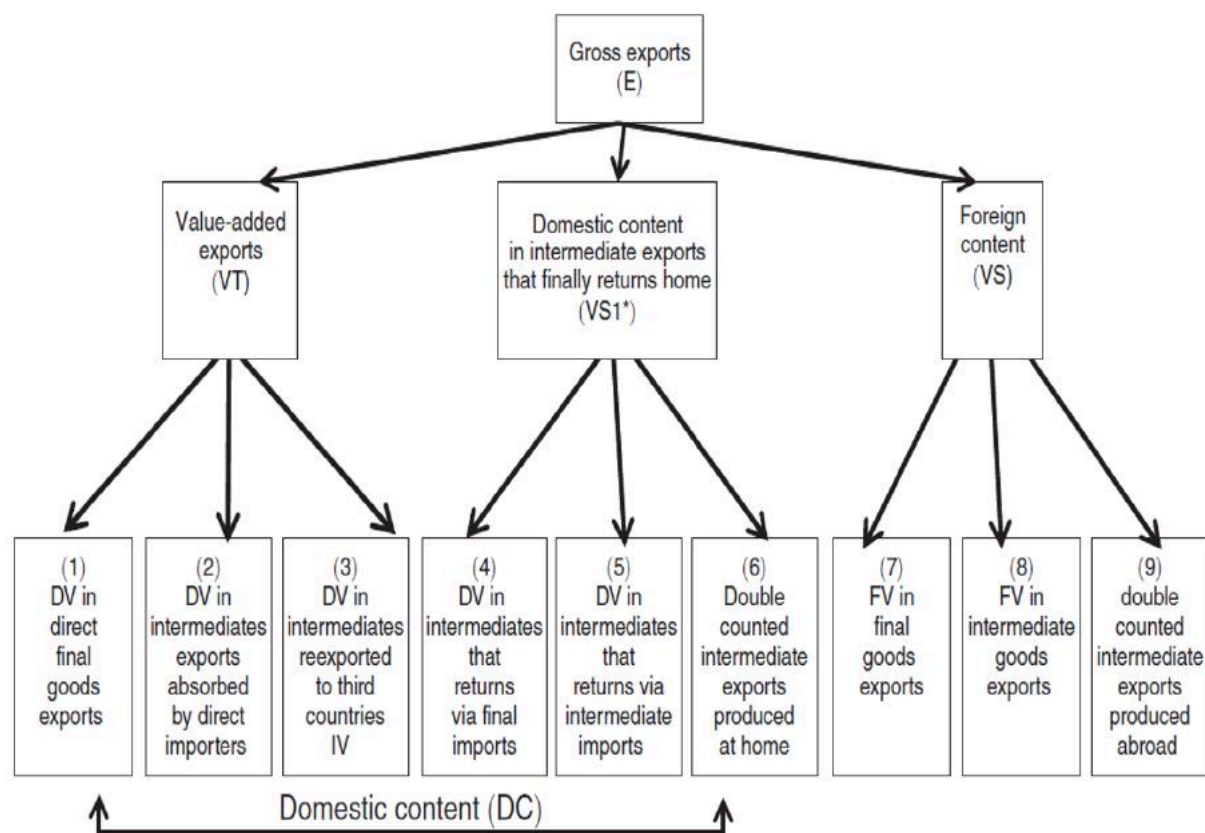 Gross exports
(E)
Value-added
exports
(VT)
Domestic content
in intermediate exports
that finally returns home
(VS1*)
Foreign
content
(VS)
(1)
DV in
direct
final
goods
exports
(2)
DV in
intermediates
exports
absorbed
by direct
importers
(3)
DV in
intermediates
reexported
to third
countries
IV
(4)
DV in
intermediates
that
returns
via final
imports
(5)
DV in
intermediates
that
returns via
intermediate
imports
(6)
Double
counted
intermediate
exports
produced
at home
(7)
FV in
final
goods
exports
(8)
FV in
intermediate
goods
exports
(9)
double
counted
intermediate
exports
produced
abroad
Domestic content (DC)